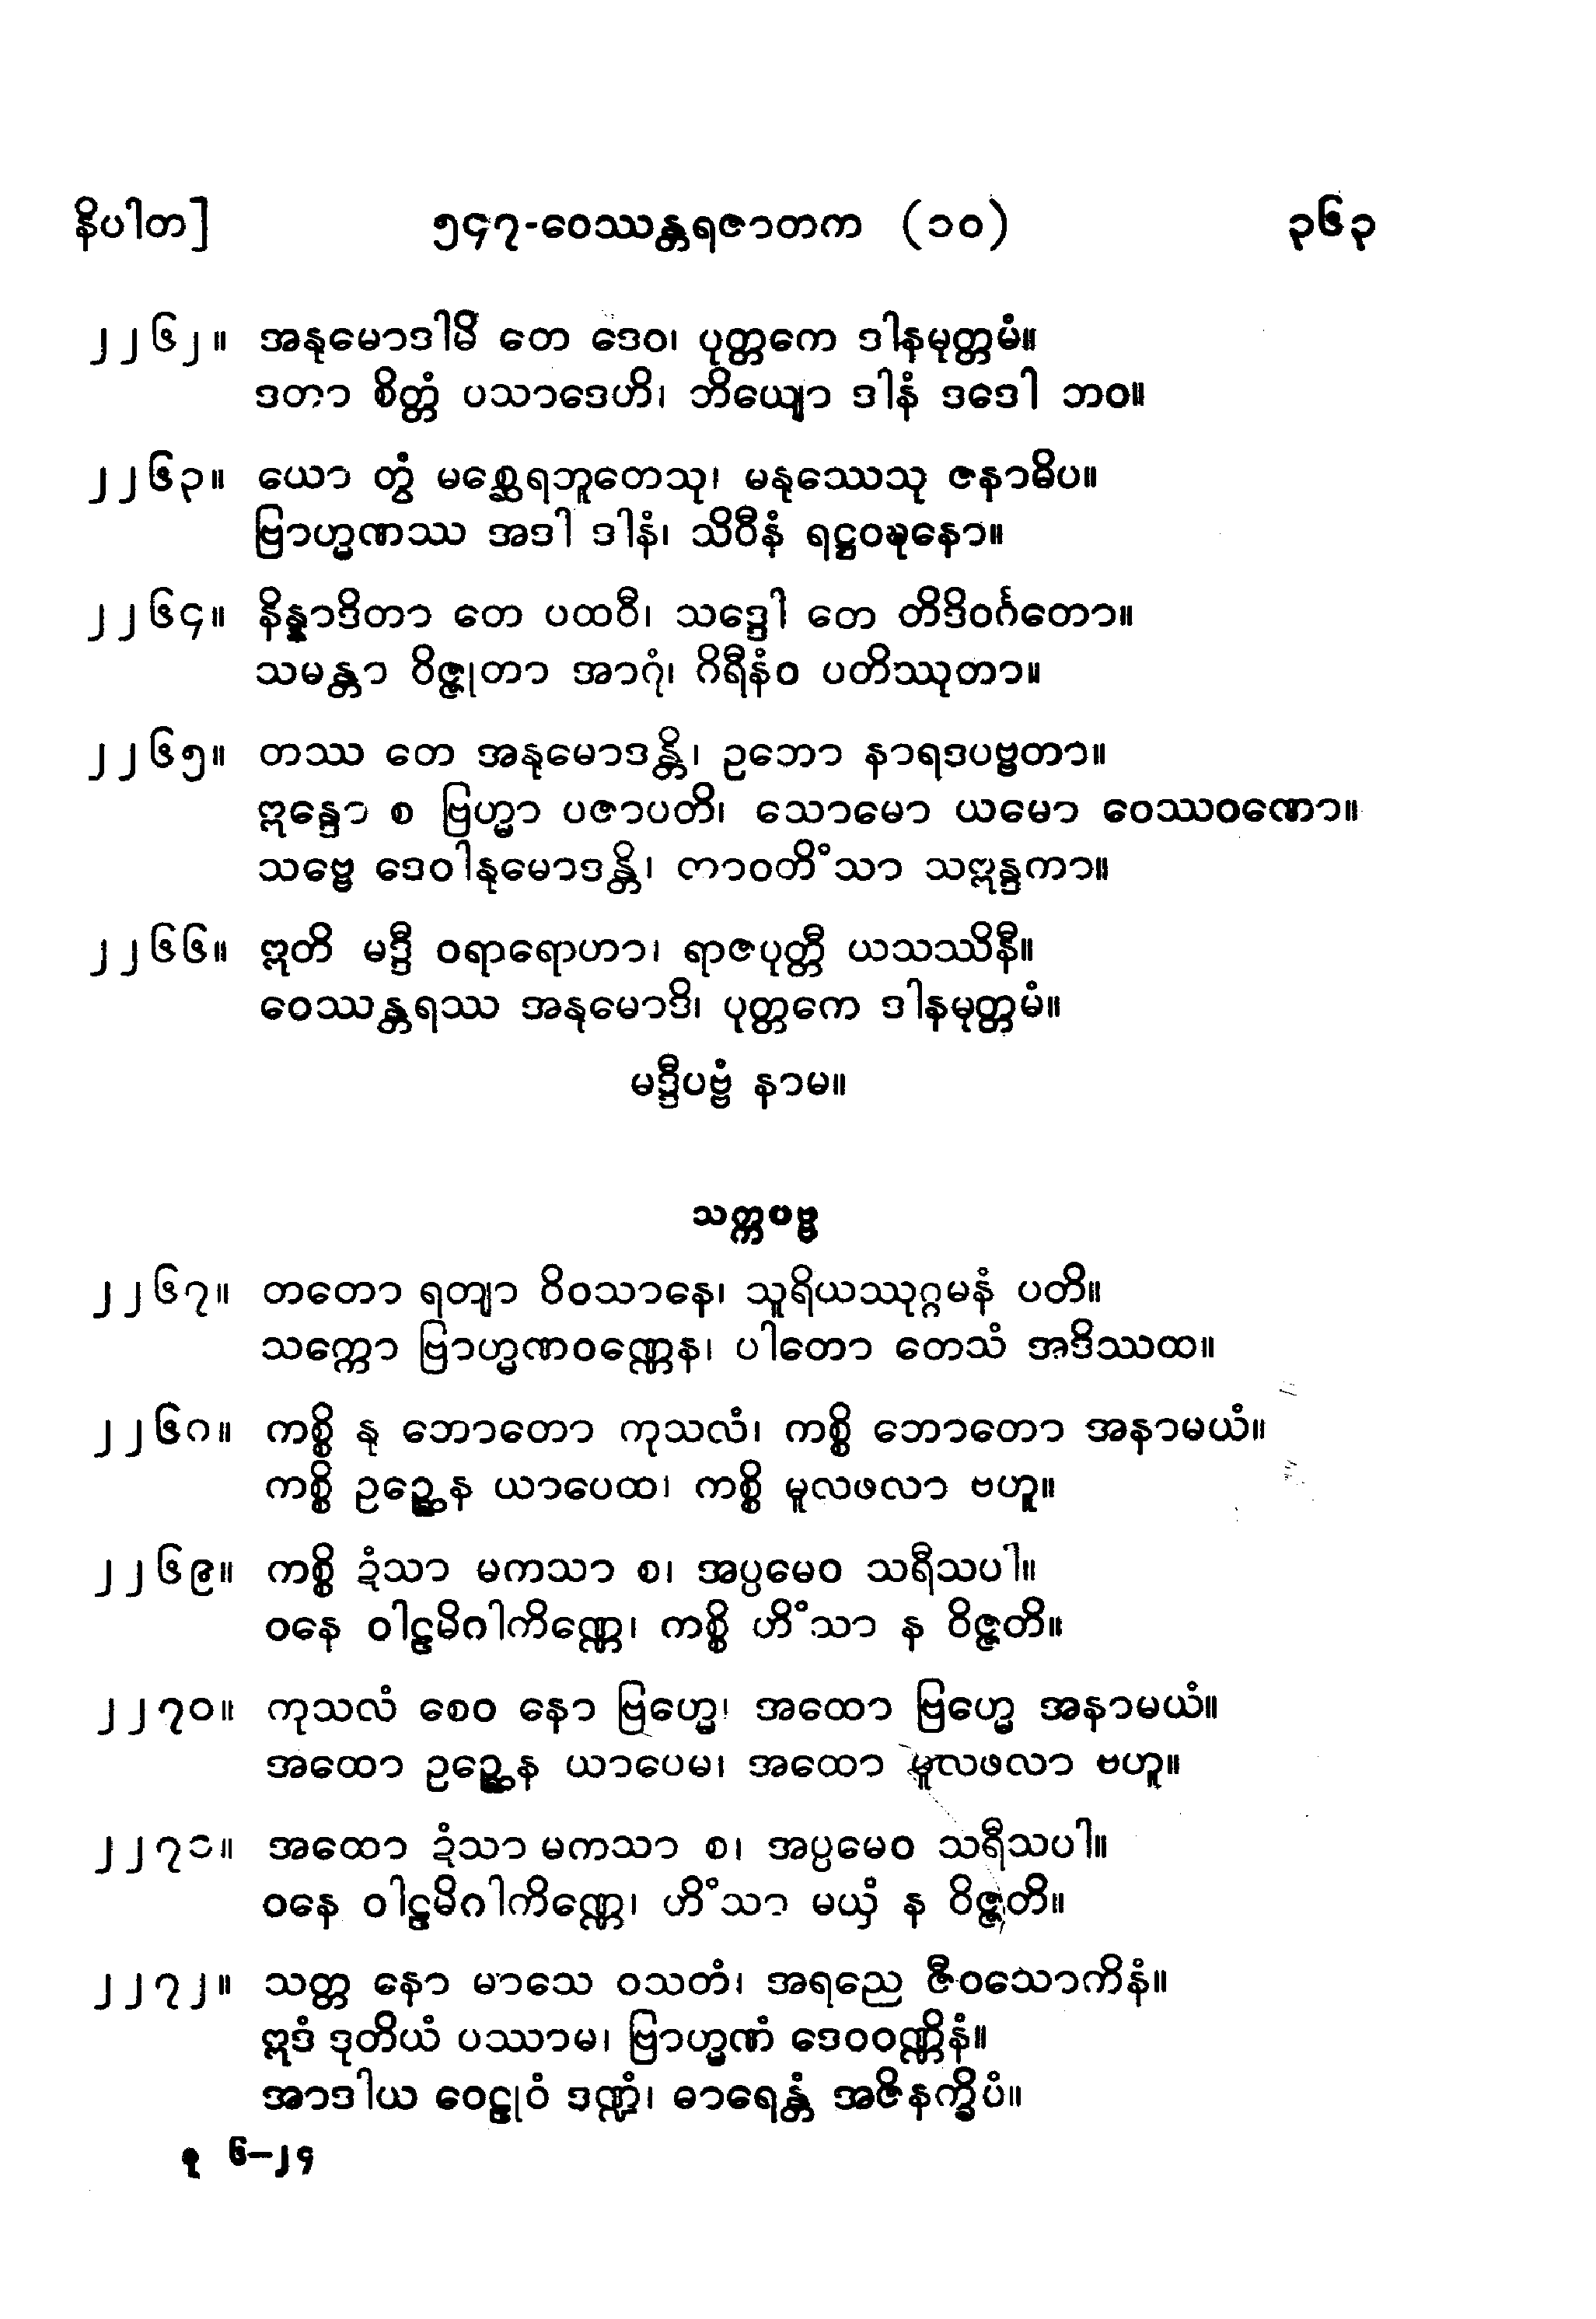 နိပါတ]	၅၄၇-ဝေဿန္တရဇာတက (၁၀)	၃၆၃
၂၂၆၂။ အနုမောဒါမိ တေ ဒေဝ၊ ပုတ္တကေ ဒါနမုတ္တမံ။
ဒတာ စိတ္တံ ပသာဒေဟိ၊ ဘိယျော ဒါနံ ဒဒေါ ဘဝ။
၂၂၆၃။ ယော တွံ မစ္ဆေရဘူတေသု၊ မနုဿေသု ဇနာဓိပ။
ဗြာဟ္မဏဿ အဒါ ဒါနံ၊ သိဝီနံ ရဋ္ဌဝဍ္ဎနော။
၂၂၆၄။ နိန္နာဒိတာ တေ ပထဝီ၊ သဒ္ဒေါ တေ တိဒိဝင်္ဂတော။
သမန္တာ ဝိဇ္ဇုတာ အာဂုံ၊ ဂိရီနံဝ ပတိဿုတာ။
၂၂၆၅။ တဿ တေ အနုမောဒန္တိ၊ ဥဘော နာရဒပဗ္ဗတာ။
ဣန္ဒော စ ဗြဟ္မာ ပဇာပတိ၊ သောမော ယမော ဝေဿဝဏော။
သဗ္ဗေ ဒေဝါနုမောဒန္တိ၊ တာဝတိံသာ သဣန္ဒကာ။
၂၂၆၆။ ဣတိ မဒ္ဒီ ဝရာရောဟာ၊ ရာဇပုတ္တီ ယသဿိနီ။
ဝေဿန္တရဿ အနုမောဒိ၊ ပုတ္တကေ ဒါနမုတ္တမံ။
မဒ္ဒီပဗ္ဗံ နာမ။
သက္ကပဗ္ဗ
၂၂၆၇။ တတော ရတျာ ဝိဝသာနေ၊ သူရိယဿုဂ္ဂမနံ ပတိ။
သက္ကော ဗြာဟ္မဏဝဏ္ဏေန၊ ပါတော တေသံ အဒိဿထ။
၂၂၆၈။ ကစ္စိ နု ဘောတော ကုသလံ၊ ကစ္စိ ဘောတော အနာမယံ။
ကစ္စိ ဥဉ္ဆေန ယာပေထ၊ ကစ္စိ မူလဖလာ ဗဟူ။
၂၂၆၉။ ကစ္စိ ဍံသာ မကသာ စ၊ အပ္ပမေဝ သရီသပါ။
ဝနေ ဝါဠမိဂါကိဏ္ဏေ၊ ကစ္စိ ဟိံသာ န ဝိဇ္ဇတိ။
၂၂၇၀။ ကုသလံ စေဝ နော ဗြဟ္မေ၊ အထော ဗြဟ္မေ အနာမယံ။
အထော ဥဉ္ဆေန ယာပေမ၊ အထော မူလဖလာ ဗဟူ။
၂၂၇၁။ အထော ဍံသာ မကသာ စ၊ အပ္ပမေဝ သရီသပါ။
ဝနေ ဝါဠမိဂါကိဏ္ဏေ၊ ဟိံသာ မယှံ န ဝိဇ္ဇတိ။
၂၂၇၂။ သတ္တ နော မာသေ ဝသတံ၊ အရညေ ဇီဝသောကိနံ။
ဣဒံ ဒုတိယံ ပဿာမ၊ ဗြာဟ္မဏံ ဒေဝဝဏ္ဏိနံ။
အာဒါယ ဝေဠုဝံ ဒဏ္ဍံ၊ ဓာရေန္တံ အဇိနက္ခိပံ။
၆–၂၄